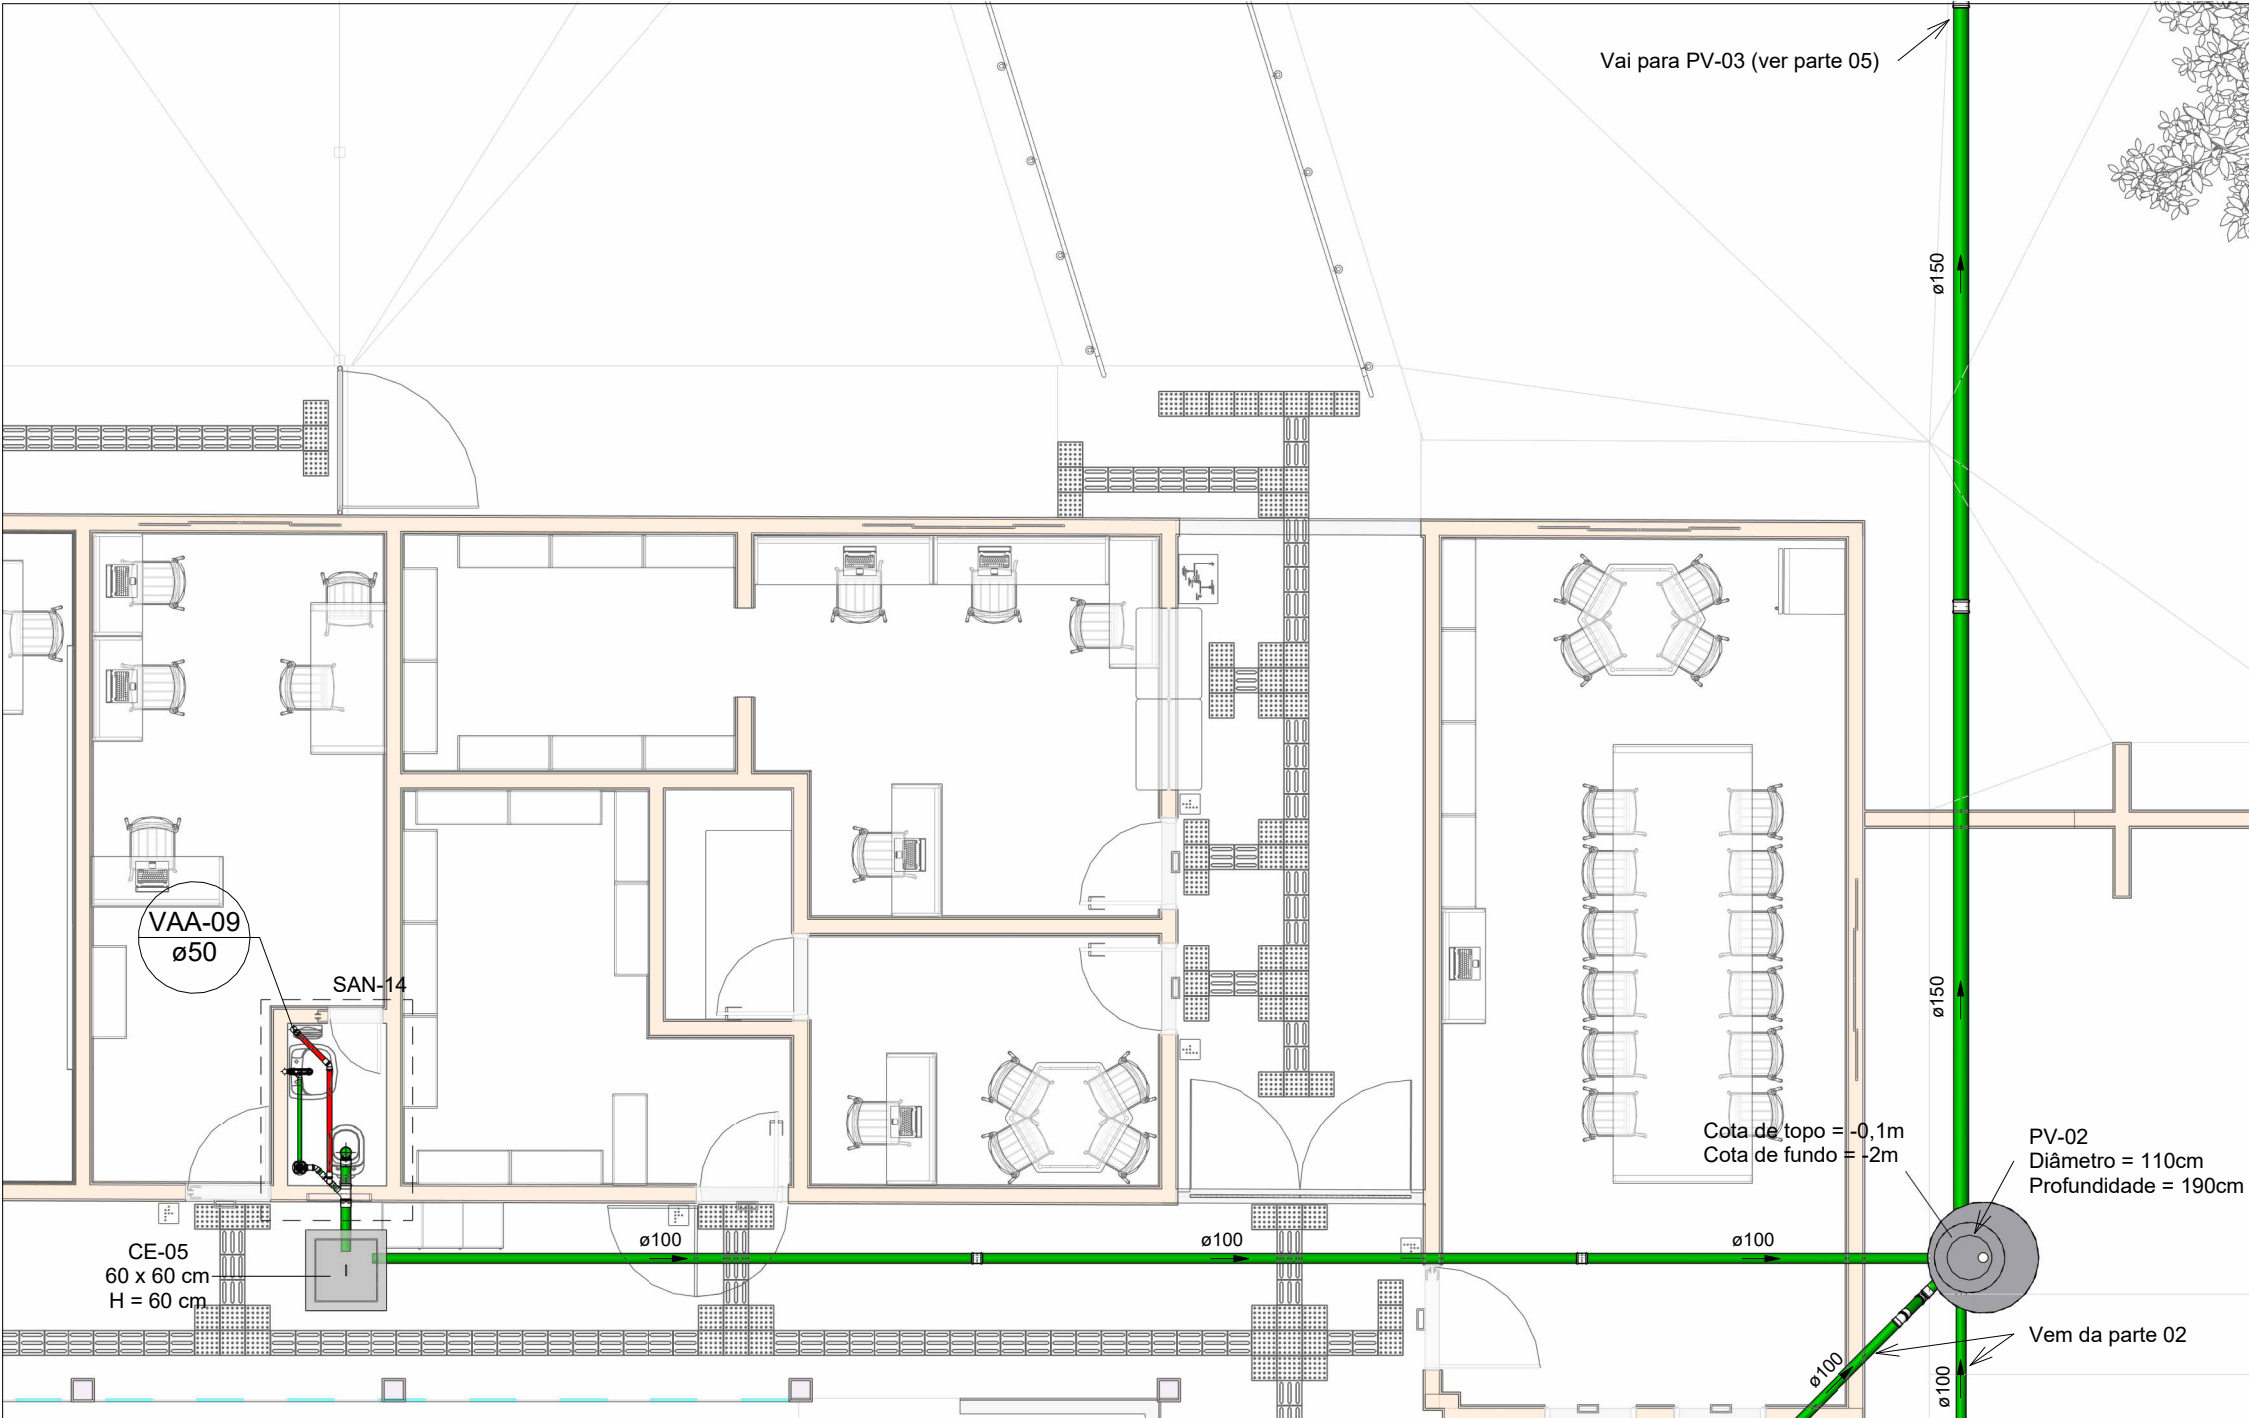 Vai para PV-03 (ver parte 05)
ø150
VAA-09
ø50
SAN-14
ø150
Cota de topo = -0,1m
Cota de fundo = -2m
PV-02
Diâmetro = 110cm
Profundidade = 190cm
CE-05
60 x 60 cm
H = 60 cm
ø100
ø100
ø100
Vem da parte 02
ø100
ø100